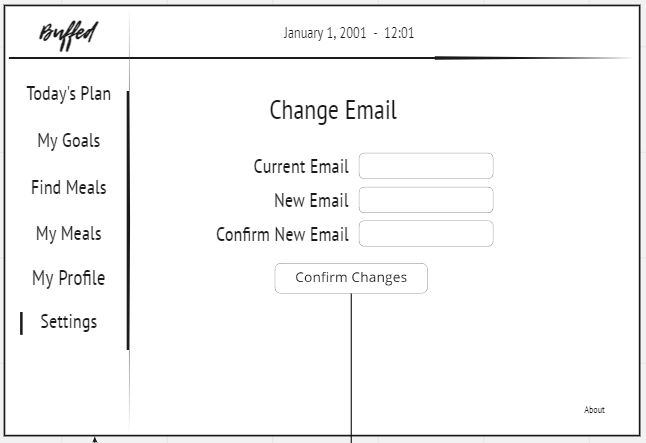 Buffed
January 1, 2001 - 12:01
Today's Plan
My Goals
Find Meals
My Meals
My Profile
Settings
Change Email
Current Email
New Email
Confirm New Email
Confirm Changes
About